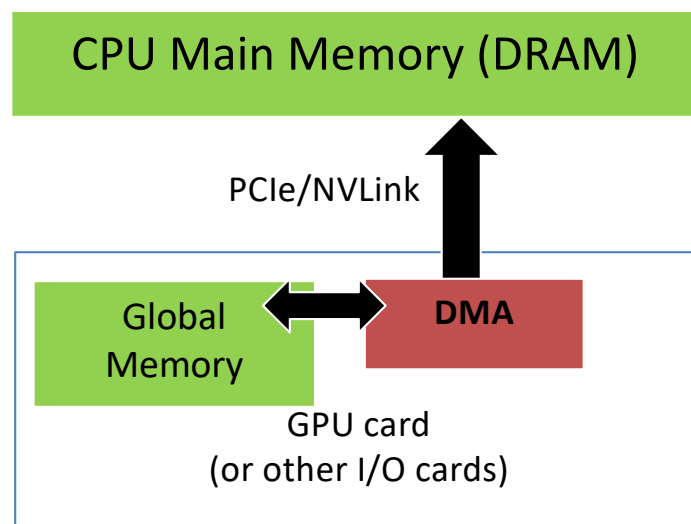 CPU Main Memory (DRAM)
PCIe/NVLink
Global
Memory
DMA
GPU card
(or other I/O cards)